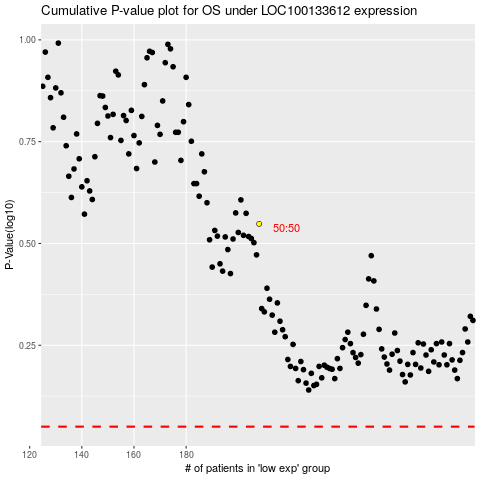 Cumulative P-value plot for OS under LOC100133612 expression
1.00
0.75
0.50
0.25
P-Value(log10)
50:50
120 140 160 180
# of patients in 'low exp' group